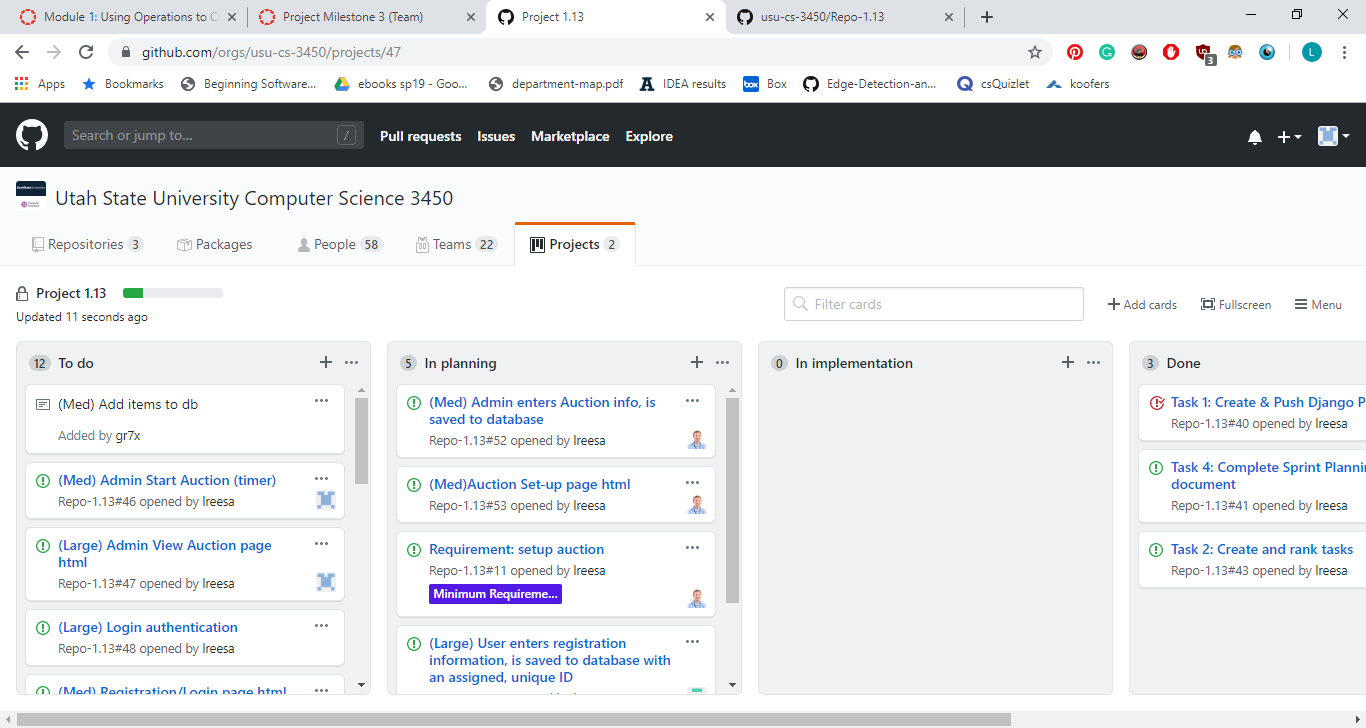 Module 1: Using Operations to C
Project Milestone 3 (Team)
Project 1.13
usu-cs-3450/Repo-1.13
github.com/orgs/usu-cs-3450/projects/47
3
L
Apps
Bookmarks
Beginning Software...
ebooks sp19 - Goo...
department-map.pdf
IDEA results
box
Box
Edge-Detection-an...
csQuizlet
koofers
Search or jump to...
/
Pull requests
Issues
Marketplace
Explore
Utah State University Computer Science 3450
Repositories 3
Packages
People 58
Teams 22
Projects 2
Project 1.13
Updated 11 seconds ago
Filter cards
Add cards
Fullscreen
Menu
12 To do
(Med) Add items to db
Added by gr7x
(Med) Admin Start Auction (timer)
Repo-1.13#46 opened by lreesa
(Large) Admin View Auction page
html
Repo-1.13#47 opened by lreesa
(Large) Login authentication
Repo-1.13#48 opened by lreesa
(Med) Registration/Login page html
5 In planning
(Med) Admin enters Auction info, is
saved to database
Repo-1.13#52 opened by lreesa
(Med)Auction Set-up page html
Repo-1.13#53 opened by lreesa
Requirement: setup auction
Repo-1.13#11 opened by lreesa
Minimum Requireme...
(Large) User enters registration
information, is saved to database with
an assigned, unique ID
0 In implementation
3 Done
Task 1: Create & Push Django P
Repo-1.13#40 opened by lreesa
Task 4: Complete Sprint Plannin
document
Repo-1.13#41 opened by lreesa
Task 2: Create and rank tasks
Repo-1.13#43 opened by lreesa